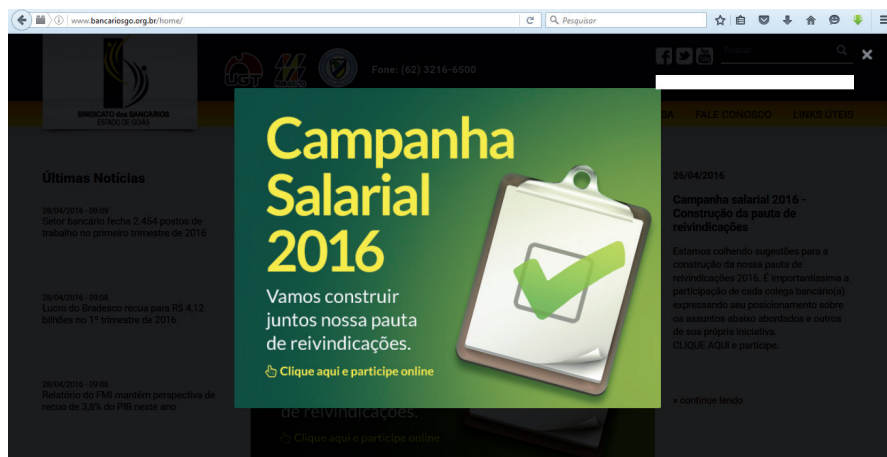 www.bancariosgo.org.br/home/
Pesquisar
UGT
Fone: (62) 3216-6500
Buscar
SINDICATO dos BANCÁRIOS
ESTADO DE GOIÁS
SA FALE CONOSCO LINKS ÚTEIS
Últimas Notícias
28/04/2016 - 09:09
Setor bancário fecha 2.454 postos de
trabalho no primeiro trimestre de 2016
28/04/2016 - 09:08
Lucro do Bradesco recua para R$ 4,12
bilhões no 1º trimestre de 2016
28/04/2016 - 09:08
Relatório do FMI mantém perspectiva de
recuo de 3,8% do PIB neste ano
Campanha
Salarial
2016
Vamos construir
juntos nossa pauta
de reivindicações.
Clique aqui e participe online
de reivindicações.
Clique aqui e participe online
26/04/2016
Campanha salarial 2016 -
Construção da pauta de
reivindicações
Estamos colhendo sugestões para a
construção da nossa pauta de
reivindicações 2016. É importantíssima a
participação de cada colega bancário(a)
expressando seu posicionamento sobre
os assuntos abaixo abordados e outros
de sua própria iniciativa.
CLIQUE AQUI e participe.
» continue lendo